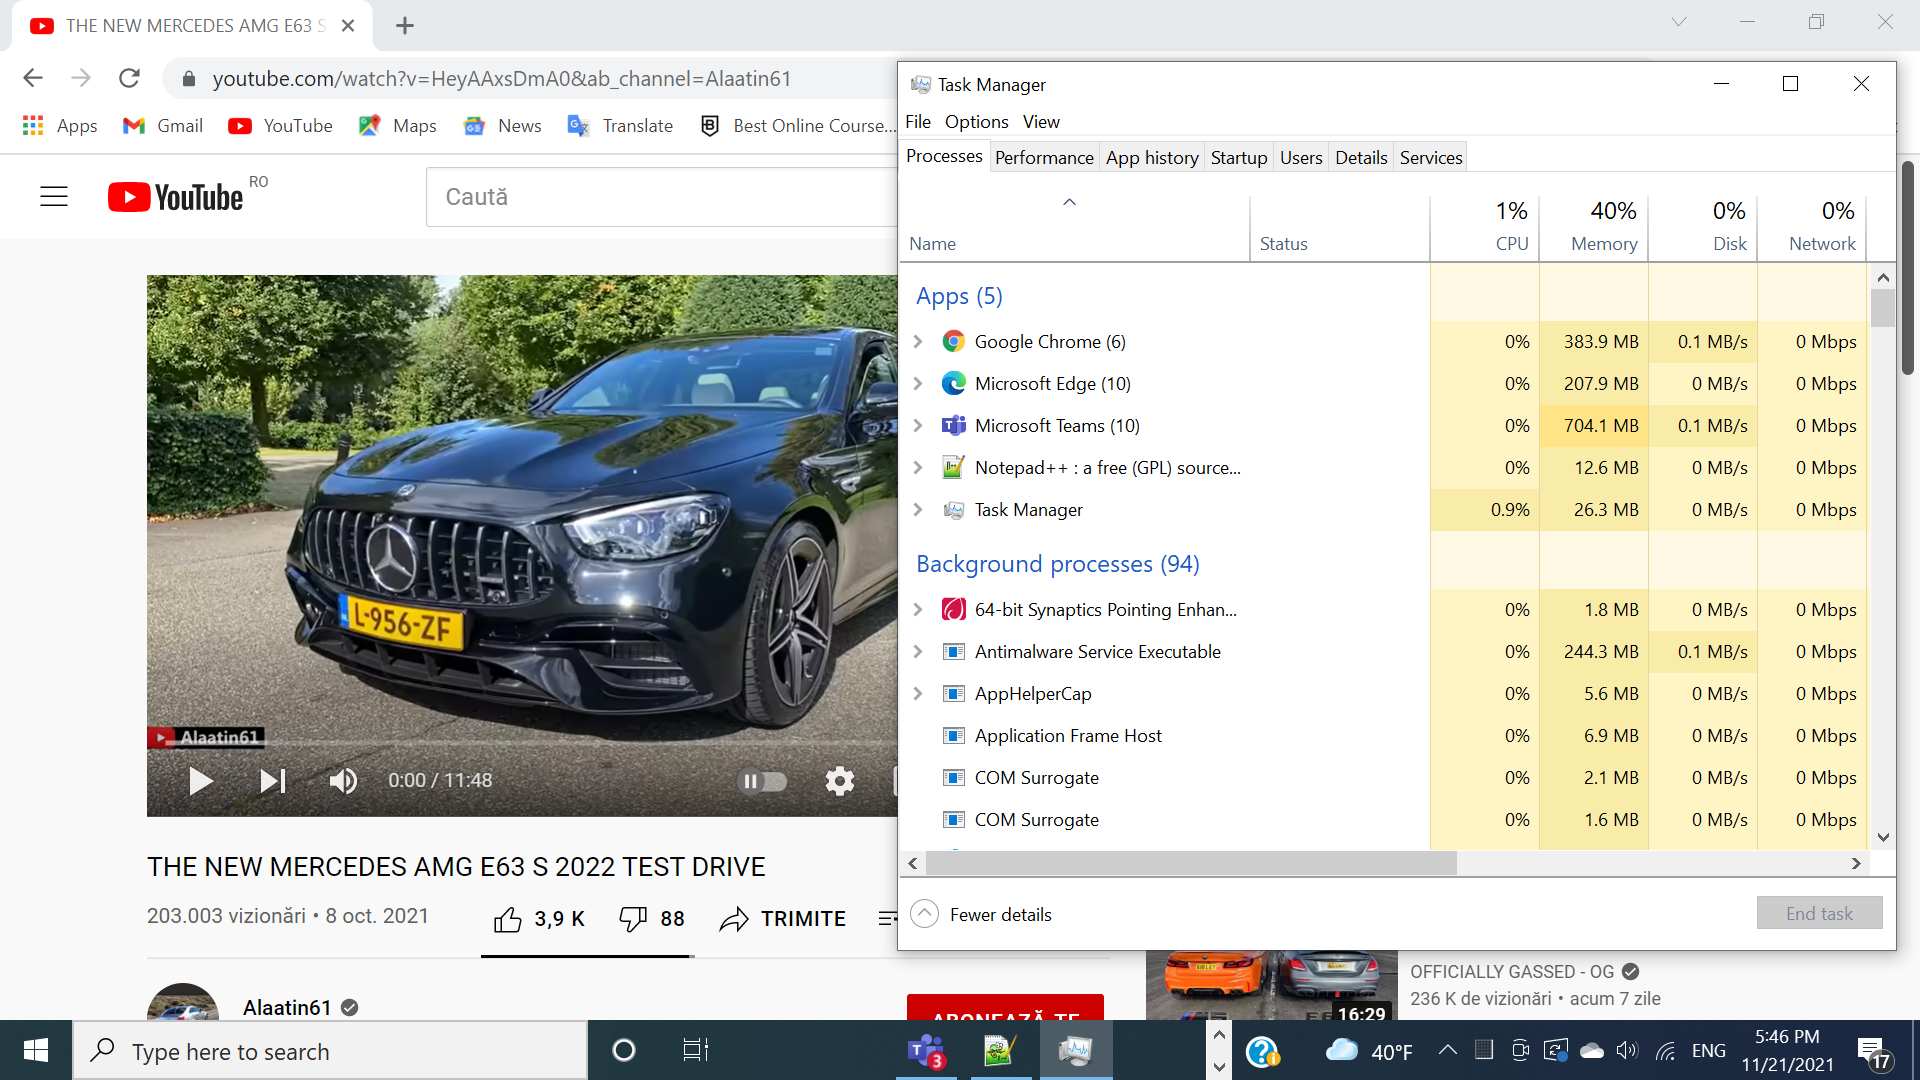 THE NEW MERCEDES AMG E63 S
youtube.com/watch?v=HeyAAxsDmA0&ab_channel=Alaatin61
Apps
Gmail
YouTube
Maps
News
Translate
Best Online Course...
YouTube RO
Caută
L-956-ZF
Alaatin61
0:00 / 11:48
THE NEW MERCEDES AMG E63 S 2022 TEST DRIVE
203.003 vizionări • 8 oct. 2021
3,9 K
88
TRIMITE
Alaatin61
ABONEAZĂ-TE
Task Manager
File Options View
Processes Performance App history Startup Users Details Services
1% 40% 0% 0%
Name Status CPU Memory Disk Network
Apps (5)
Google Chrome (6) 0% 383.9 MB 0.1 MB/s 0 Mbps
Microsoft Edge (10) 0% 207.9 MB 0 MB/s 0 Mbps
Microsoft Teams (10) 0% 704.1 MB 0.1 MB/s 0 Mbps
Notepad++ : a free (GPL) source... 0% 12.6 MB 0 MB/s 0 Mbps
Task Manager 0.9% 26.3 MB 0 MB/s 0 Mbps
Background processes (94)
64-bit Synaptics Pointing Enhan... 0% 1.8 MB 0 MB/s 0 Mbps
Antimalware Service Executable 0% 244.3 MB 0.1 MB/s 0 Mbps
AppHelperCap 0% 5.6 MB 0 MB/s 0 Mbps
Application Frame Host 0% 6.9 MB 0 MB/s 0 Mbps
COM Surrogate 0% 2.1 MB 0 MB/s 0 Mbps
COM Surrogate 0% 1.6 MB 0 MB/s 0 Mbps
Fewer details
End task
16:29
OFFICIALLY GASSED - OG
236 K de vizionări • acum 7 zile
Type here to search
3
40°F
ENG
5:46 PM
11/21/2021
17